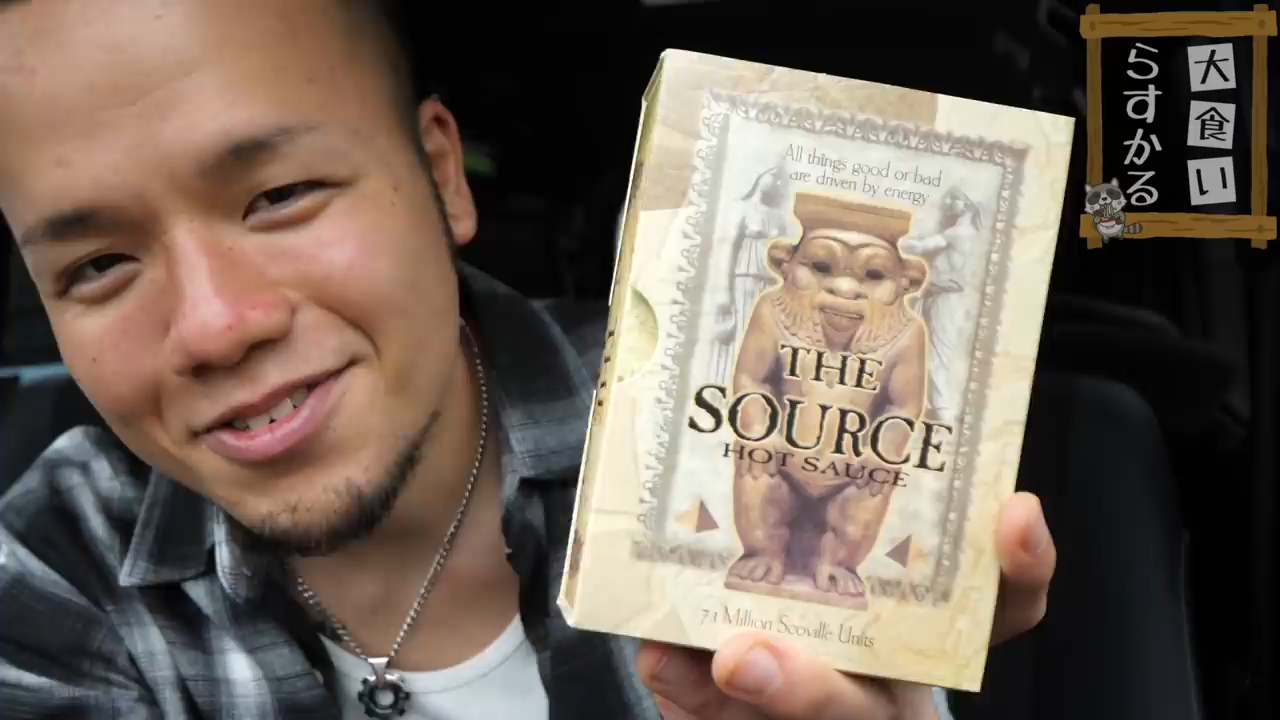 All things good or bad
are driven by energy
THE
SOURCE
HOT SAUCE
7.1 Million Scoville Units
大食い
らすかる